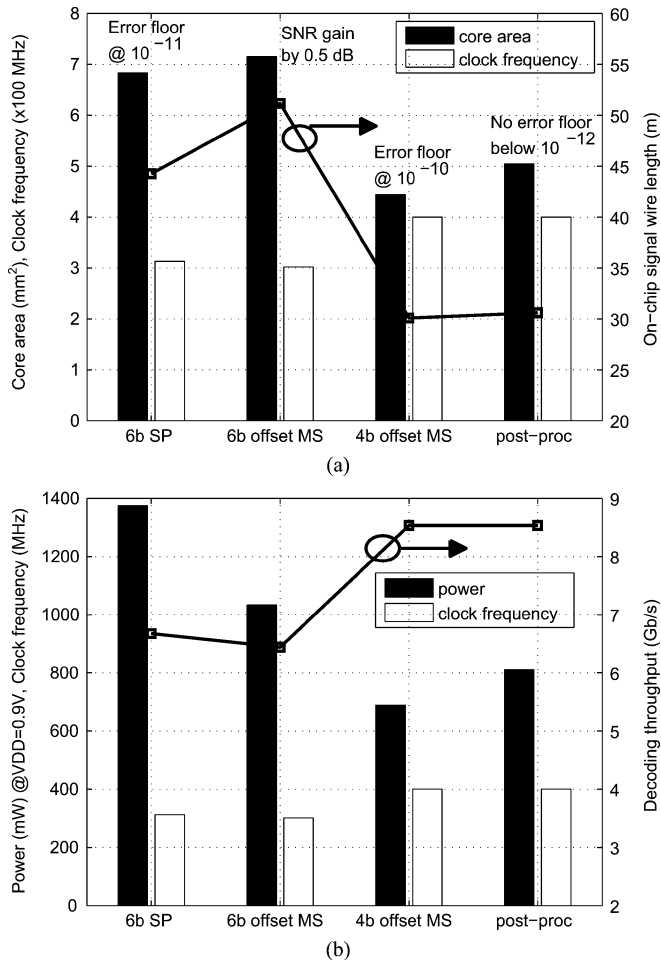 Error floor
@ 10 −11
SNR gain
by 0.5 dB
core area
clock frequency
Error floor
@ 10 −10
No error floor
below 10 −12
8
7
6
5
4
3
2
1
0
Core area (mm2), Clock frequency (x100 MHz)
60
55
50
45
40
35
30
25
20
On−chip signal wire length (m)
6b SP
6b offset MS
4b offset MS
post−proc
(a)
1400
1200
1000
800
600
400
200
0
Power (mW) @VDD=0.9V, Clock frequency (MHz)
power
clock frequency
9
8
7
6
5
4
3
2
Decoding throughput (Gb/s)
6b SP
6b offset MS
4b offset MS
post−proc
(b)